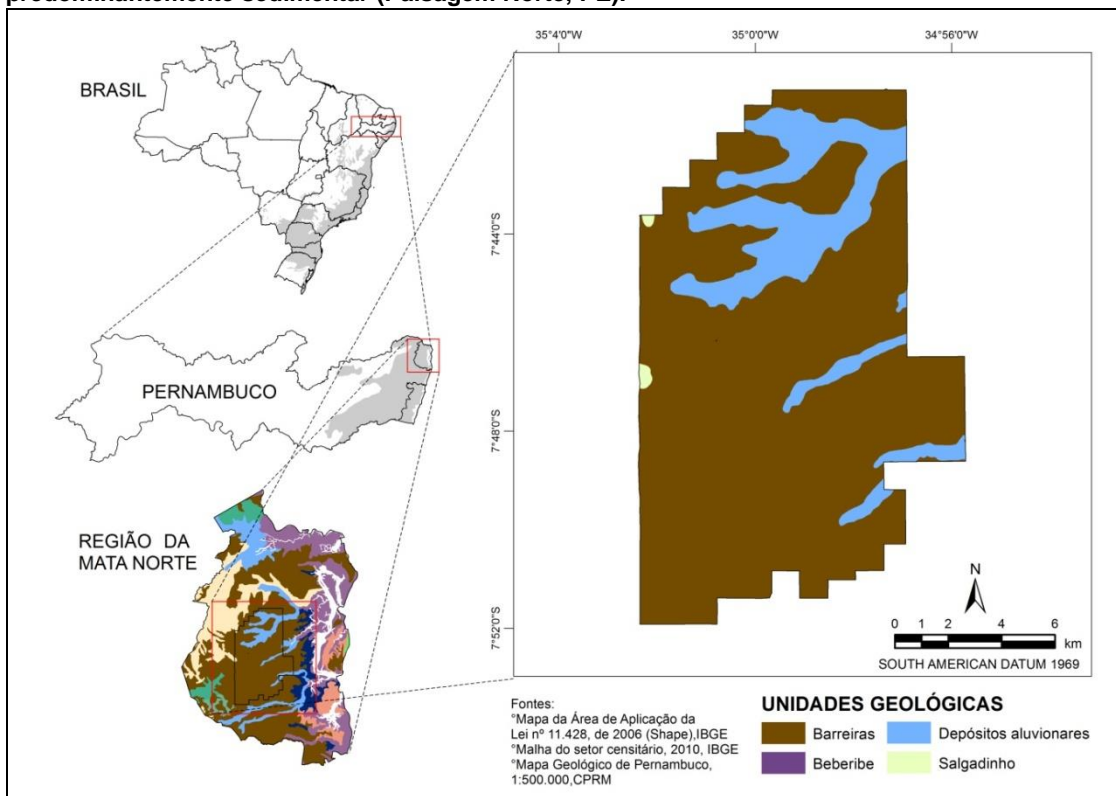 predominantemente sedimentar (Paisagem Norte, PE).
35°4'0"W
35°0'0"W
34°56'0"W
BRASIL
7°44'0"S
PERNAMBUCO
7°48'0"S
REGIÃO DA
MATA NORTE
N
7°52'0"S
0 1 2 4 6
km
SOUTH AMERICAN DATUM 1969
Fontes:
°Mapa da Área de Aplicação da
Lei nº 11.428, de 2006 (Shape),IBGE
°Malha do setor censitário, 2010, IBGE
°Mapa Geológico de Pernambuco,
1:500.000,CPRM
UNIDADES GEOLÓGICAS
Barreiras
Depósitos aluvionares
Beberibe
Salgadinho